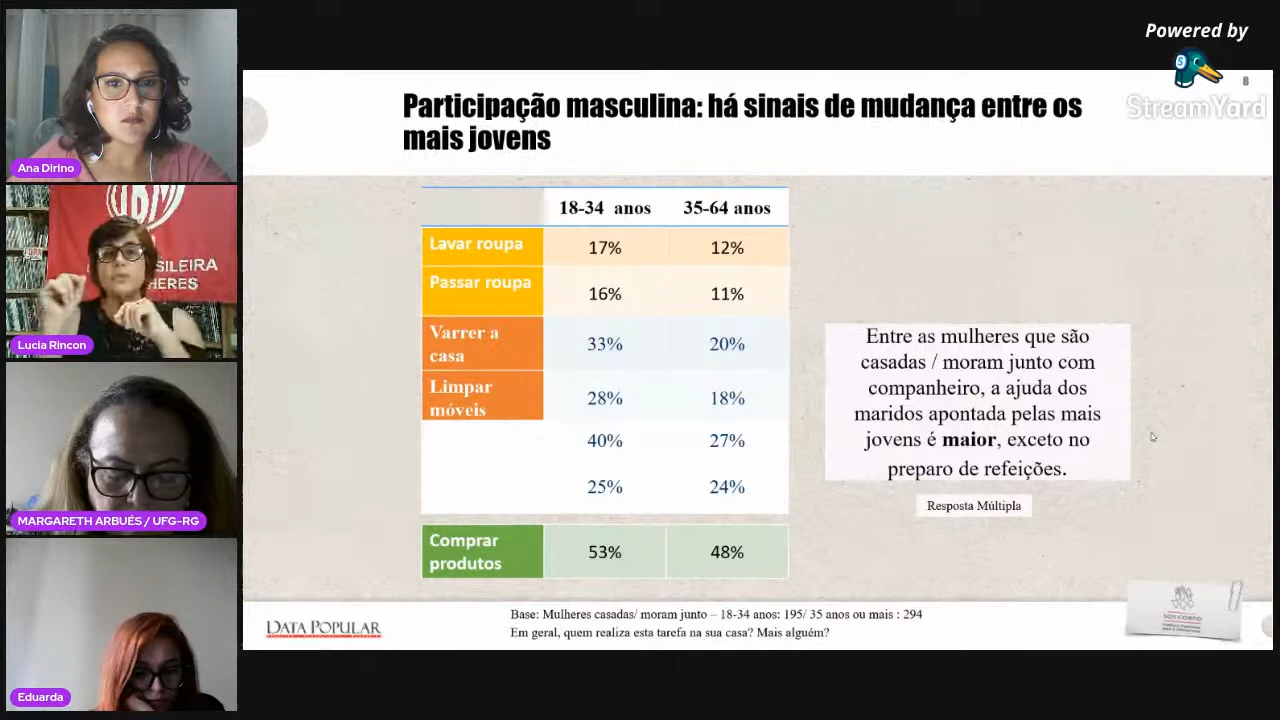 Powered by
StreamYard
8
Participação masculina: há sinais de mudança entre os
mais jovens
18-34 anos 35-64 anos
Lavar roupa 17% 12%
Passar roupa 16% 11%
Varrer a
casa 33% 20%
Limpar
móveis 28% 18%
40% 27%
25% 24%
Comprar
produtos 53% 48%
Entre as mulheres que são
casadas / moram junto com
companheiro, a ajuda dos
maridos apontada pelas mais
jovens é maior, exceto no
preparo de refeições.
Resposta Múltipla
Base: Mulheres casadas/ moram junto – 18-34 anos: 195/ 35 anos ou mais : 294
Em geral, quem realiza esta tarefa na sua casa? Mais alguém?
DATA POPULAR
SOS CORPO
Ana Dirino
Lucia Rincon
MARGARETH ARBUÉS / UFG-RG
Eduarda